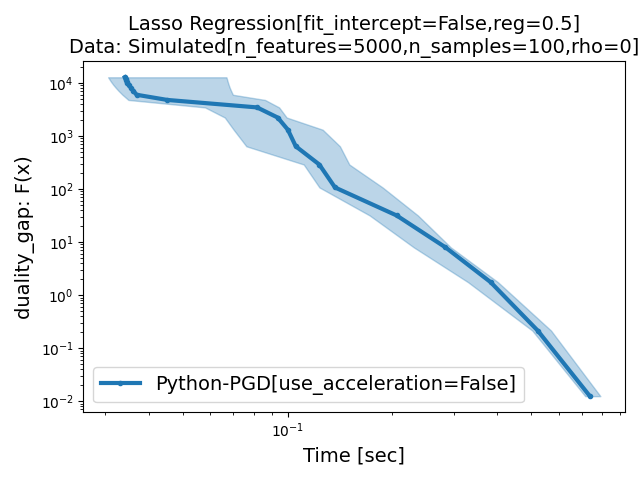 Lasso Regression[fit_intercept=False,reg=0.5]
Data: Simulated[n_features=5000,n_samples=100,rho=0]
duality_gap: F(x)
10⁴
10³
10²
10¹
10⁰
10⁻¹
10⁻²
Python-PGD[use_acceleration=False]
10⁻¹
Time [sec]